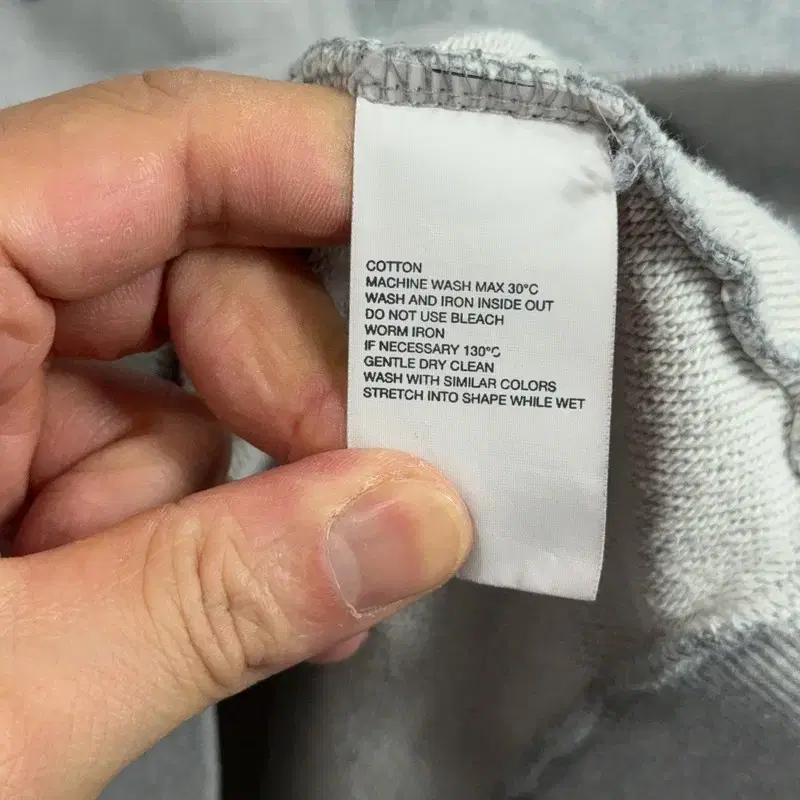 COTTON
MACHINE WASH MAX 30°C
WASH AND IRON INSIDE OUT
DO NOT USE BLEACH
WORM IRON
IF NECESSARY 130°C
GENTLE DRY CLEAN
WASH WITH SIMILAR COLORS
STRETCH INTO SHAPE WHILE WET